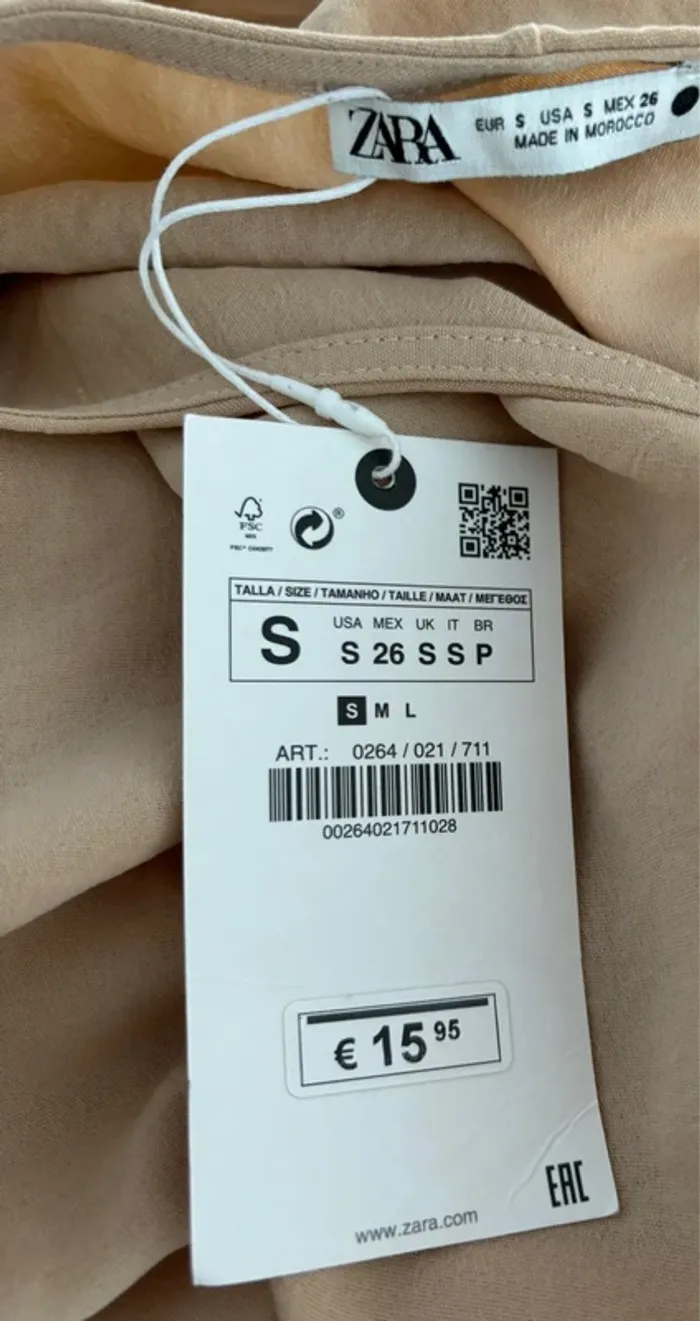 ZARA
EUR S USA S MEX 26
MADE IN MOROCCO
FSC
MIX
®
TALLA / SIZE / TAMANHO / TAILLE / MAAT / ΜΕΓΕΘΟΣ
S
USA MEX UK IT BR
S 26 S S P
S M L
ART.: 0264 / 021 / 711
00264021711028
€ 15 95
EAC
www.zara.com